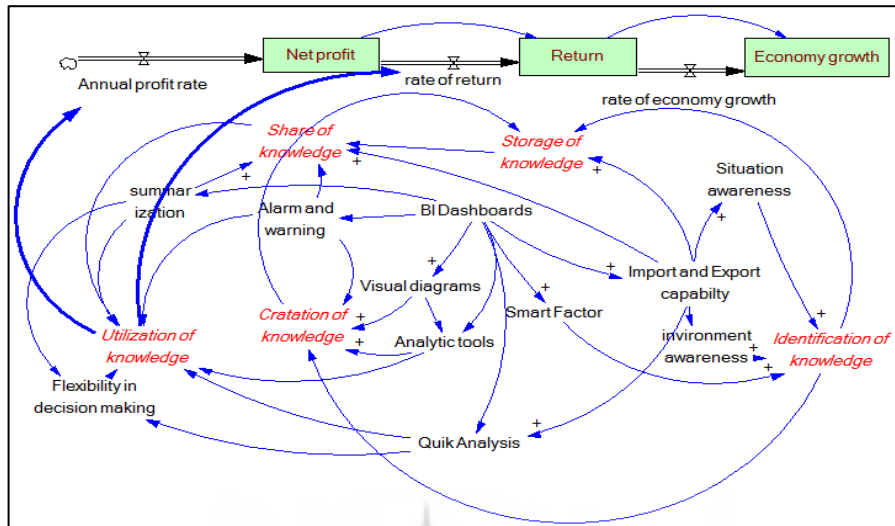 Net profit
Return
Economy growth
Annual profit rate
rate of return
rate of economy growth
Share of
knowledge
+
Storage of
knowledge
+
Situation
awareness
summar
ization
+
Alarm and
warning
BI Dashboards
+
+
Import and Export
capabilty
+
Visual diagrams
+
Smart Factor
+
Utilization of
knowledge
Cratation of
knowledge
+
+
Analytic tools
invironment
awareness
+
+
+
Identification of
knowledge
Flexibility in
decision making
+
Quik Analysis
+